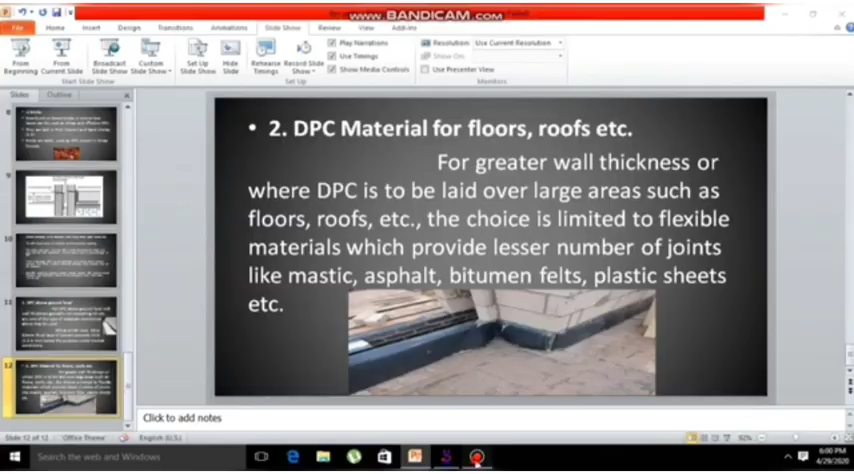 www.BANDICAM.com
File Home Insert Design Transitions Animations Slide Show Review View Add-Ins
From Beginning
From Current Slide
Broadcast Slide Show
Custom Slide Show
Set Up Slide Show
Hide Slide
Rehearse Timings
Record Slide Show
Play Narrations
Use Timings
Show Media Controls
Resolution: Use Current Resolution
Show On:
Use Presenter View
Start Slide Show
Set Up
Monitors
Slides Outline
9
10
11
12
• 2. DPC Material for floors, roofs etc.
For greater wall thickness or
where DPC is to be laid over large areas such as
floors, roofs, etc., the choice is limited to flexible
materials which provide lesser number of joints
like mastic, asphalt, bitumen felts, plastic sheets
etc.
Click to add notes
Slide 12 of 12 "Office Theme" English (U.S.)
92%
Search the web and Windows
6:00 PM
4/29/2020